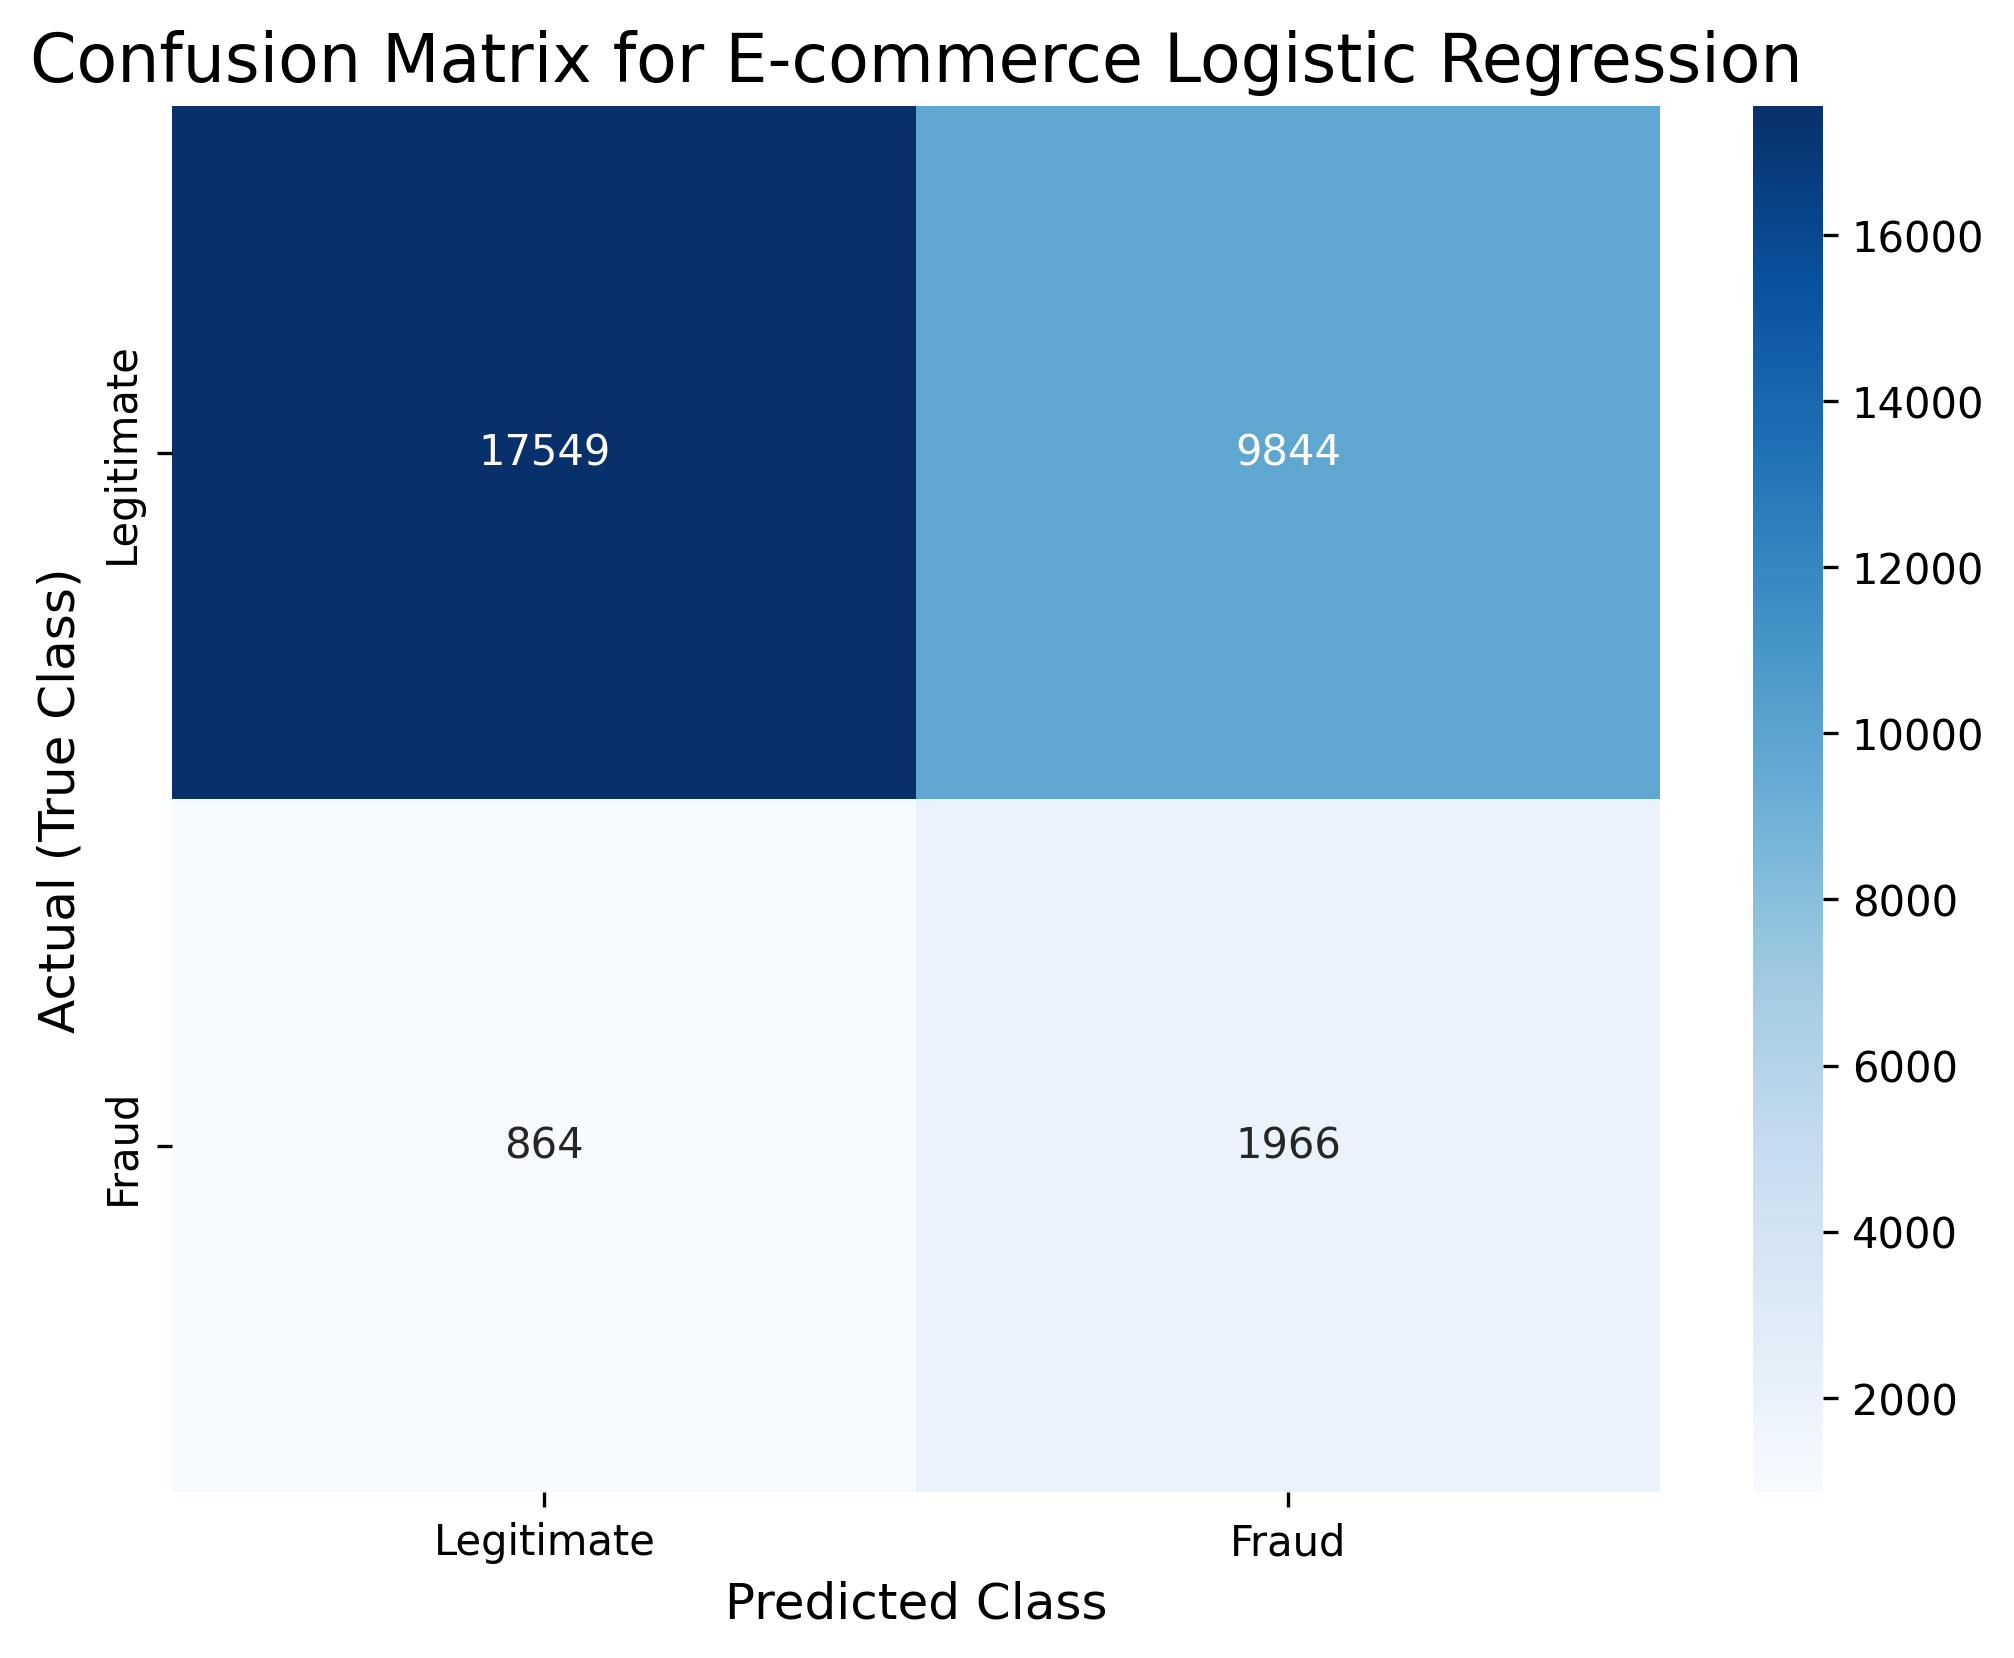 Confusion Matrix for E-commerce Logistic Regression
Actual (True Class)
Legitimate
Fraud
17549
9844
864
1966
Legitimate
Fraud
Predicted Class
16000
14000
12000
10000
8000
6000
4000
2000